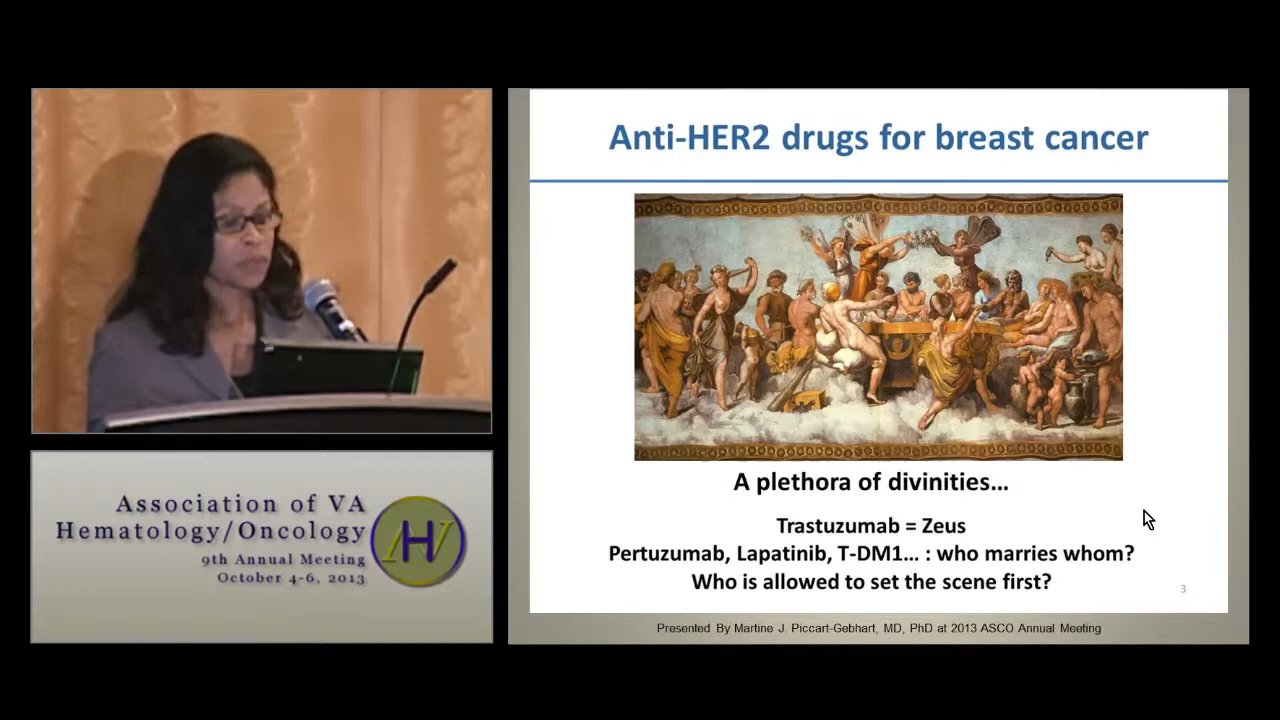 Anti-HER2 drugs for breast cancer
A plethora of divinities...
Trastuzumab = Zeus
Pertuzumab, Lapatinib, T-DM1... : who marries whom?
Who is allowed to set the scene first?
3
Presented By Martine J. Piccart-Gebhart, MD, PhD at 2013 ASCO Annual Meeting
Association of VA
Hematology/Oncology
9th Annual Meeting
October 4-6, 2013
AVH